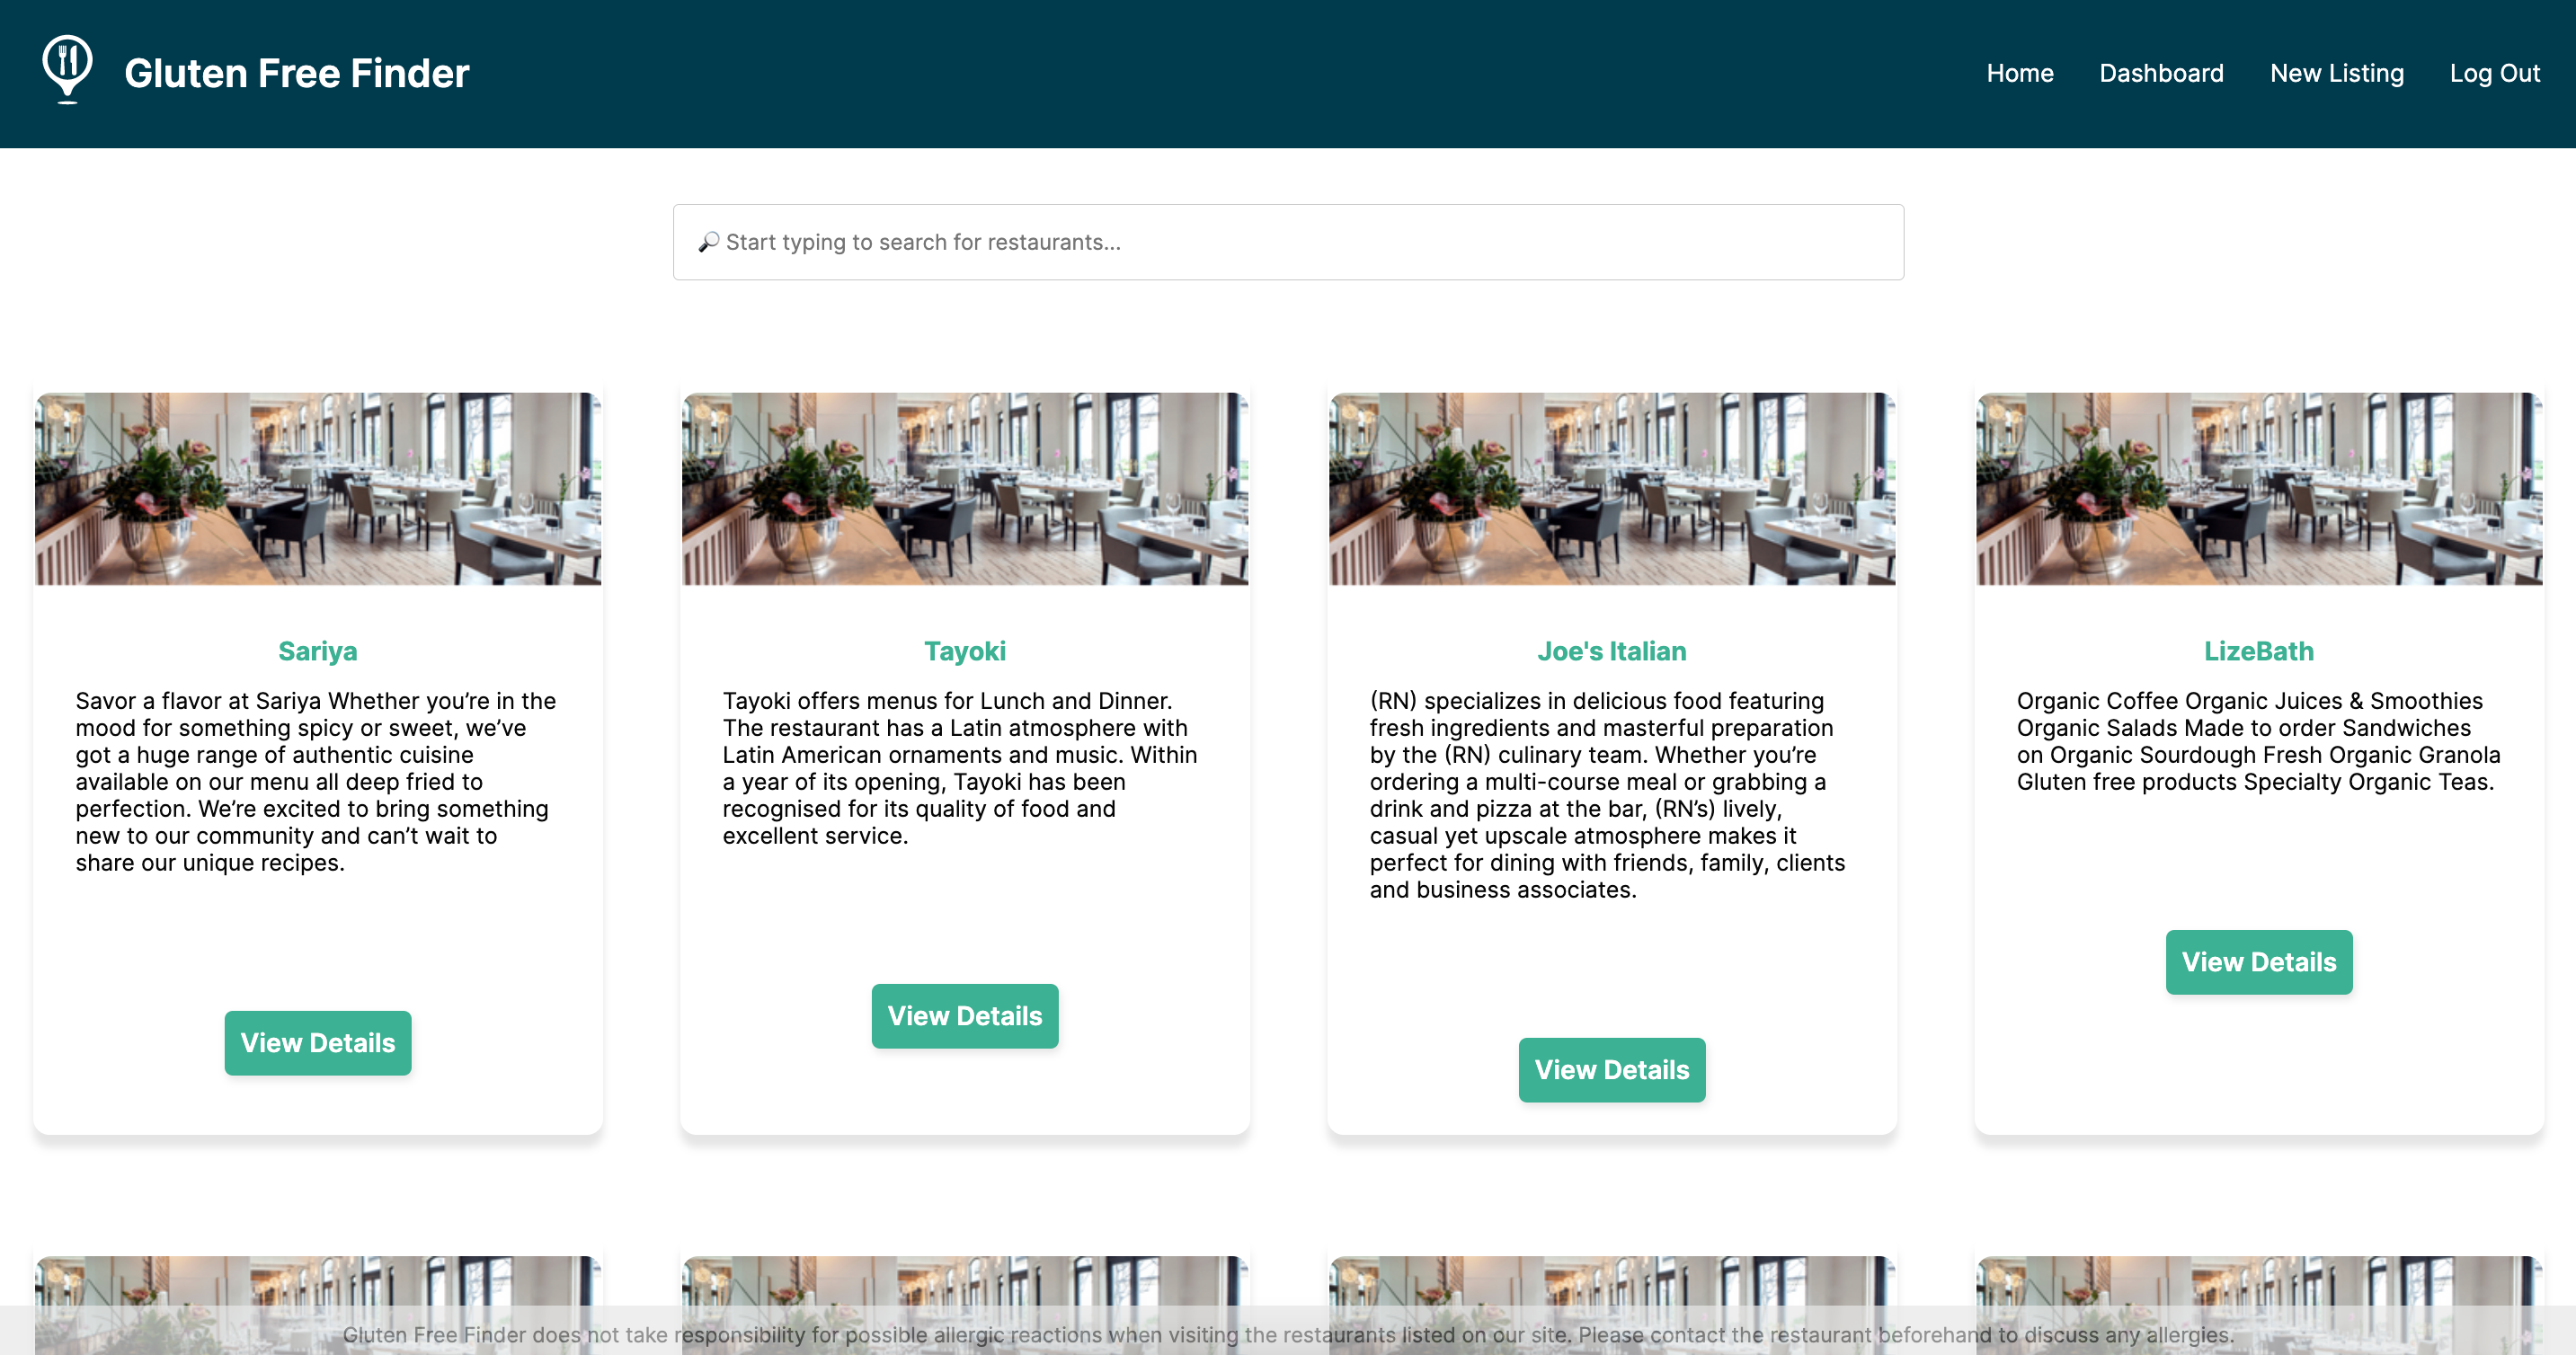 Gluten Free Finder
Home
Dashboard
New Listing
Log Out
Start typing to search for restaurants...
Sariya
Savor a flavor at Sariya Whether you’re in the
mood for something spicy or sweet, we’ve
got a huge range of authentic cuisine
available on our menu all deep fried to
perfection. We’re excited to bring something
new to our community and can’t wait to
share our unique recipes.
View Details
Tayoki
Tayoki offers menus for Lunch and Dinner.
The restaurant has a Latin atmosphere with
Latin American ornaments and music. Within
a year of its opening, Tayoki has been
recognised for its quality of food and
excellent service.
View Details
Joe's Italian
(RN) specializes in delicious food featuring
fresh ingredients and masterful preparation
by the (RN) culinary team. Whether you’re
ordering a multi-course meal or grabbing a
drink and pizza at the bar, (RN’s) lively,
casual yet upscale atmosphere makes it
perfect for dining with friends, family, clients
and business associates.
View Details
LizeBath
Organic Coffee Organic Juices & Smoothies
Organic Salads Made to order Sandwiches
on Organic Sourdough Fresh Organic Granola
Gluten free products Specialty Organic Teas.
View Details
Gluten Free Finder does not take responsibility for possible allergic reactions when visiting the restaurants listed on our site. Please contact the restaurant beforehand to discuss any allergies.